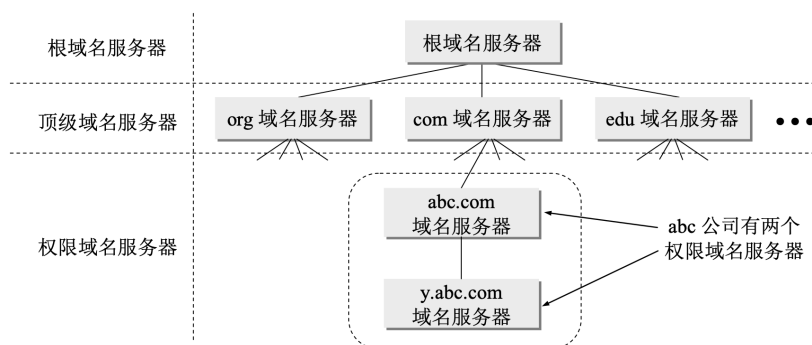 根域名服务器
根域名服务器
顶级域名服务器
org 域名服务器
com 域名服务器
edu 域名服务器
•••
权限域名服务器
abc.com
域名服务器
y.abc.com
域名服务器
abc 公司有两个
权限域名服务器